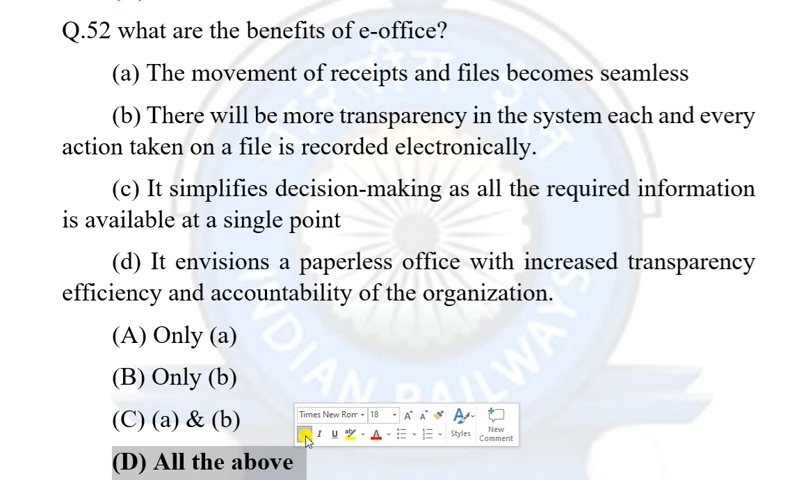 Q.52 what are the benefits of e-office?
(a) The movement of receipts and files becomes seamless
(b) There will be more transparency in the system each and every
action taken on a file is recorded electronically.
(c) It simplifies decision-making as all the required information
is available at a single point
(d) It envisions a paperless office with increased transparency
efficiency and accountability of the organization.
(A) Only (a)
(B) Only (b)
(C) (a) & (b)
Times New Rorr 18
I U Styles New
Comment
(D) All the above
INDIAN RAILWAYS